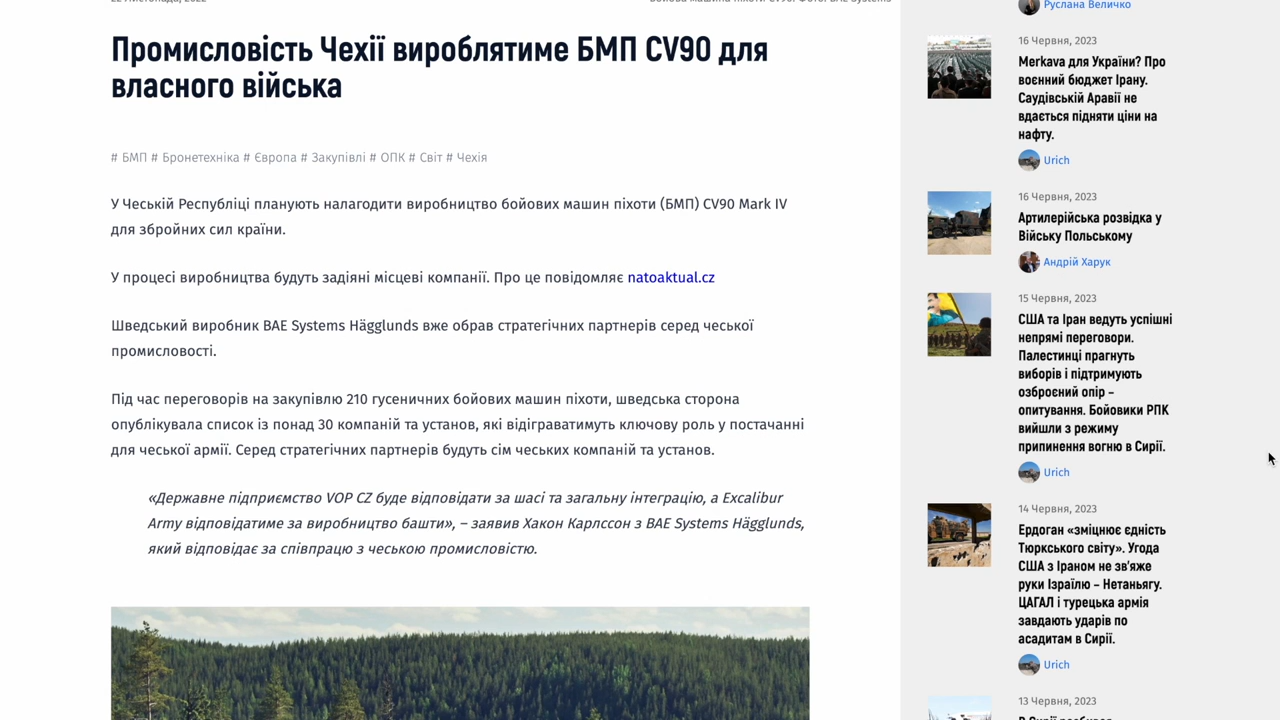 22 Листопада, 2022
Бойова машина піхоти CV90. Фото: BAE Systems
Промисловість Чехії вироблятиме БМП CV90 для
власного війська
# БМП # Бронетехніка # Європа # Закупівлі # ОПК # Світ # Чехія
У Чеській Республіці планують налагодити виробництво бойових машин піхоти (БМП) CV90 Mark IV
для збройних сил країни.
У процесі виробництва будуть задіяні місцеві компанії. Про це повідомляє natoaktual.cz
Шведський виробник BAE Systems Hägglunds вже обрав стратегічних партнерів серед чеської
промисловості.
Під час переговорів на закупівлю 210 гусеничних бойових машин піхоти, шведська сторона
опублікувала список із понад 30 компаній та установ, які відіграватимуть ключову роль у постачанні
для чеської армії. Серед стратегічних партнерів будуть сім чеських компаній та установ.
«Державне підприємство VOP CZ буде відповідати за шасі та загальну інтеграцію, а Excalibur
Army відповідатиме за виробництво башти», – заявив Хакон Карлссон з BAE Systems Hägglunds,
який відповідає за співпрацю з чеською промисловістю.
Руслана Величко
16 Червня, 2023
Merkava для України? Про
воєнний бюджет Ірану.
Саудівській Аравії не
вдається підняти ціни на
нафту.
Urich
16 Червня, 2023
Артилерійська розвідка у
Війську Польському
Андрій Харук
15 Червня, 2023
США та Іран ведуть успішні
непрямі переговори.
Палестинці прагнуть
виборів і підтримують
озброєний опір –
опитування. Бойовики РПК
вийшли з режиму
припинення вогню в Сирії.
Urich
14 Червня, 2023
Ердоган «зміцнює єдність
Тюркського світу». Угода
США з Іраном не зв’яже
руки Ізраїлю – Нетаньягу.
ЦАГАЛ і турецька армія
завдають ударів по
асадитам в Сирії.
Urich
13 Червня, 2023